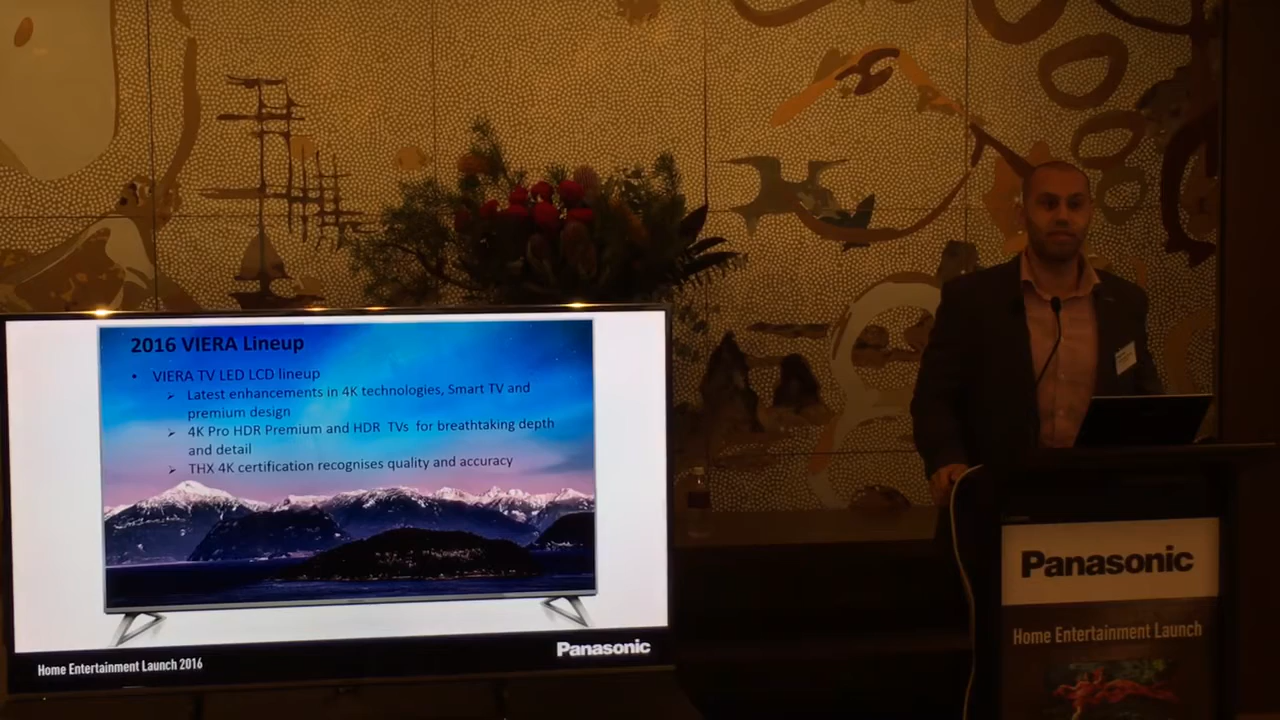 2016 VIERA Lineup
• VIERA TV LED LCD lineup
➢ Latest enhancements in 4K technologies, Smart TV and
premium design
➢ 4K Pro HDR Premium and HDR TVs for breathtaking depth
and detail
➢ THX 4K certification recognises quality and accuracy
Home Entertainment Launch 2016
Panasonic
Panasonic
Home Entertainment Launch